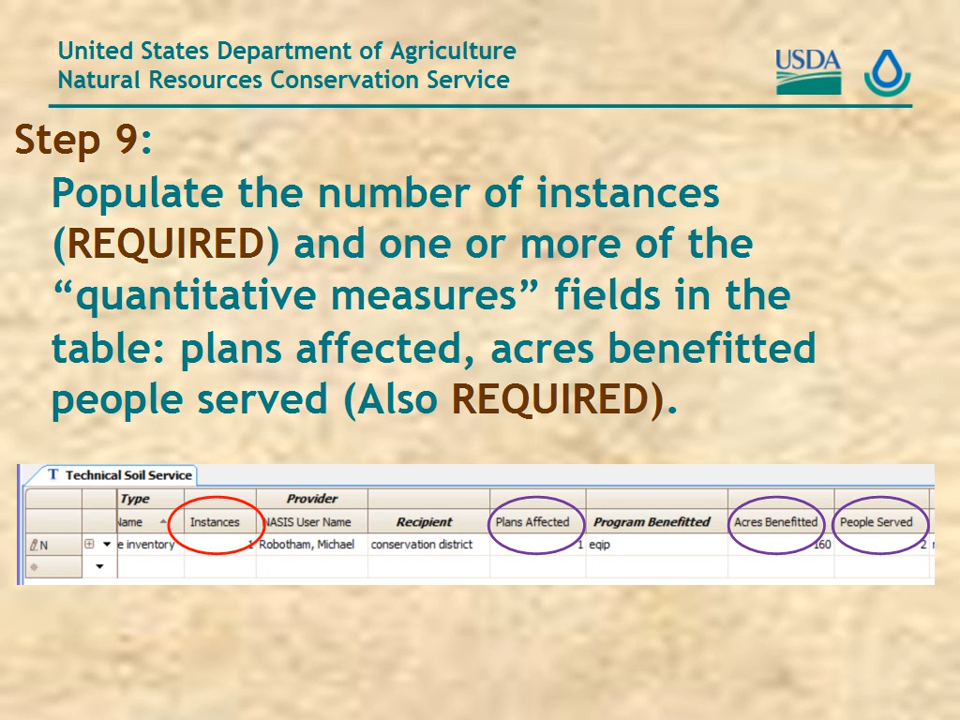 United States Department of Agriculture
Natural Resources Conservation Service
USDA
Step 9:
Populate the number of instances
(REQUIRED) and one or more of the
“quantitative measures” fields in the
table: plans affected, acres benefitted
people served (Also REQUIRED).
T Technical Soil Service
Type Provider
Name Instances NASIS User Name Recipient Plans Affected Program Benefitted Acres Benefitted People Served
N e inventory 1 Robotham, Michael conservation district 1 eqip 160 2